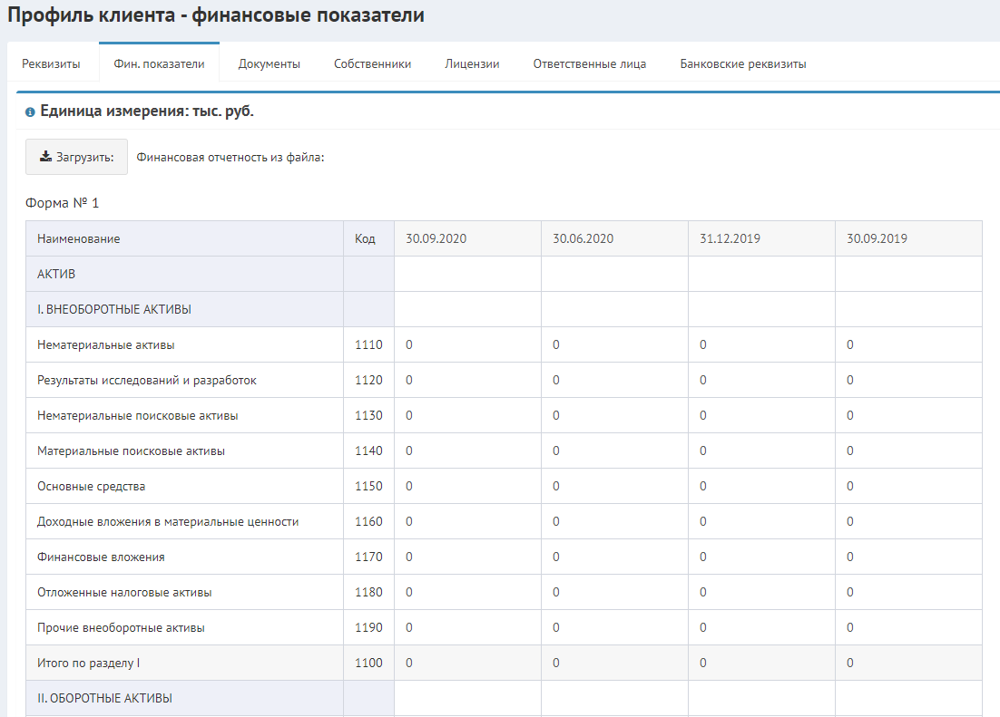 Профиль клиента - финансовые показатели
Реквизиты Фин. показатели Документы Собственники Лицензии Ответственные лица Банковские реквизиты
Единица измерения: тыс. руб.
Загрузить: Финансовая отчетность из файла:
Форма № 1
Наименование Код 30.09.2020 30.06.2020 31.12.2019 30.09.2019
АКТИВ
I. ВНЕОБОРОТНЫЕ АКТИВЫ
Нематериальные активы 1110 0 0 0 0
Результаты исследований и разработок 1120 0 0 0 0
Нематериальные поисковые активы 1130 0 0 0 0
Материальные поисковые активы 1140 0 0 0 0
Основные средства 1150 0 0 0 0
Доходные вложения в материальные ценности 1160 0 0 0 0
Финансовые вложения 1170 0 0 0 0
Отложенные налоговые активы 1180 0 0 0 0
Прочие внеоборотные активы 1190 0 0 0 0
Итого по разделу I 1100 0 0 0 0
II. ОБОРОТНЫЕ АКТИВЫ